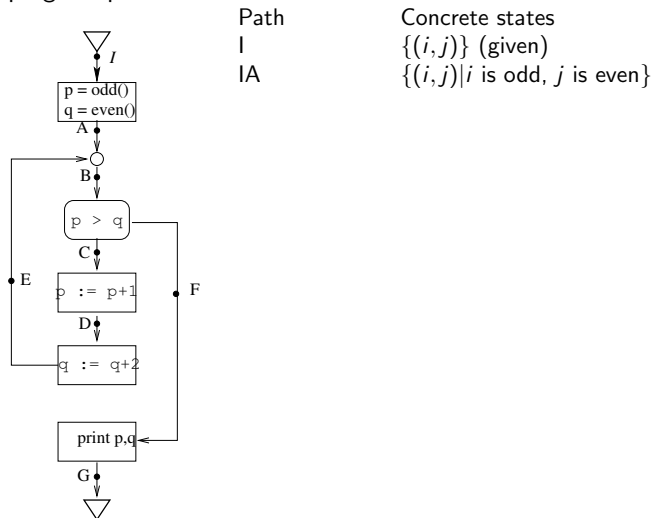 Path Concrete states
I {(i, j)} (given)
IA {(i, j)|i is odd, j is even}
I
p = odd()
q = even()
A
B
p > q
C
E
F
p := p+1
D
q := q+2
print p,q
G